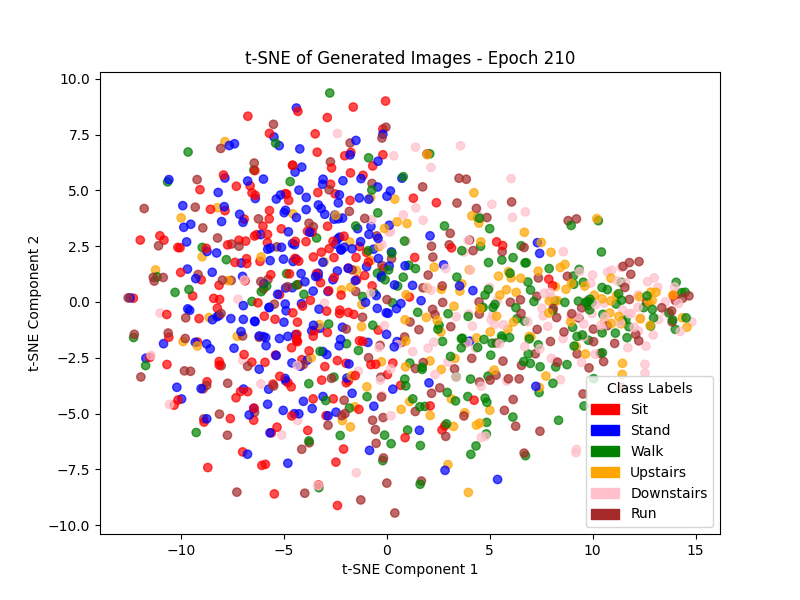 t-SNE of Generated Images - Epoch 210
10.0
7.5
5.0
2.5
0.0
−2.5
−5.0
−7.5
−10.0
t-SNE Component 2
Class Labels
Sit
Stand
Walk
Upstairs
Downstairs
Run
−10
−5
0
5
10
15
t-SNE Component 1